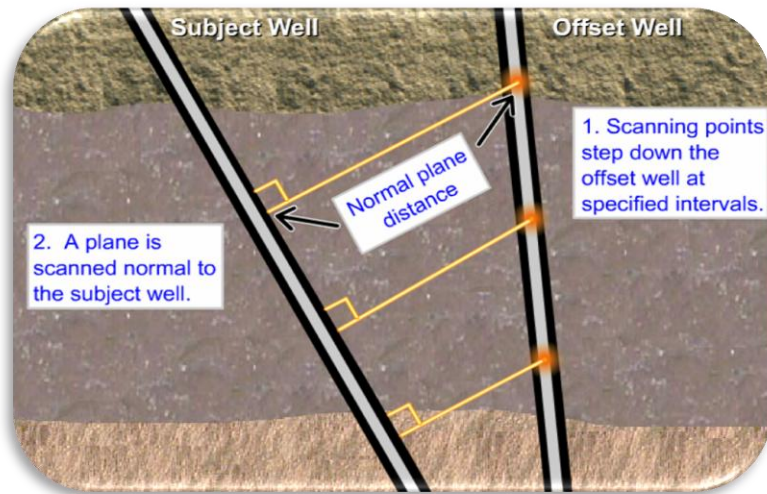 Subject Well
Offset Well
1. Scanning points
step down the
offset well at
specified intervals.
Normal plane
distance
2. A plane is
scanned normal to
the subject well.